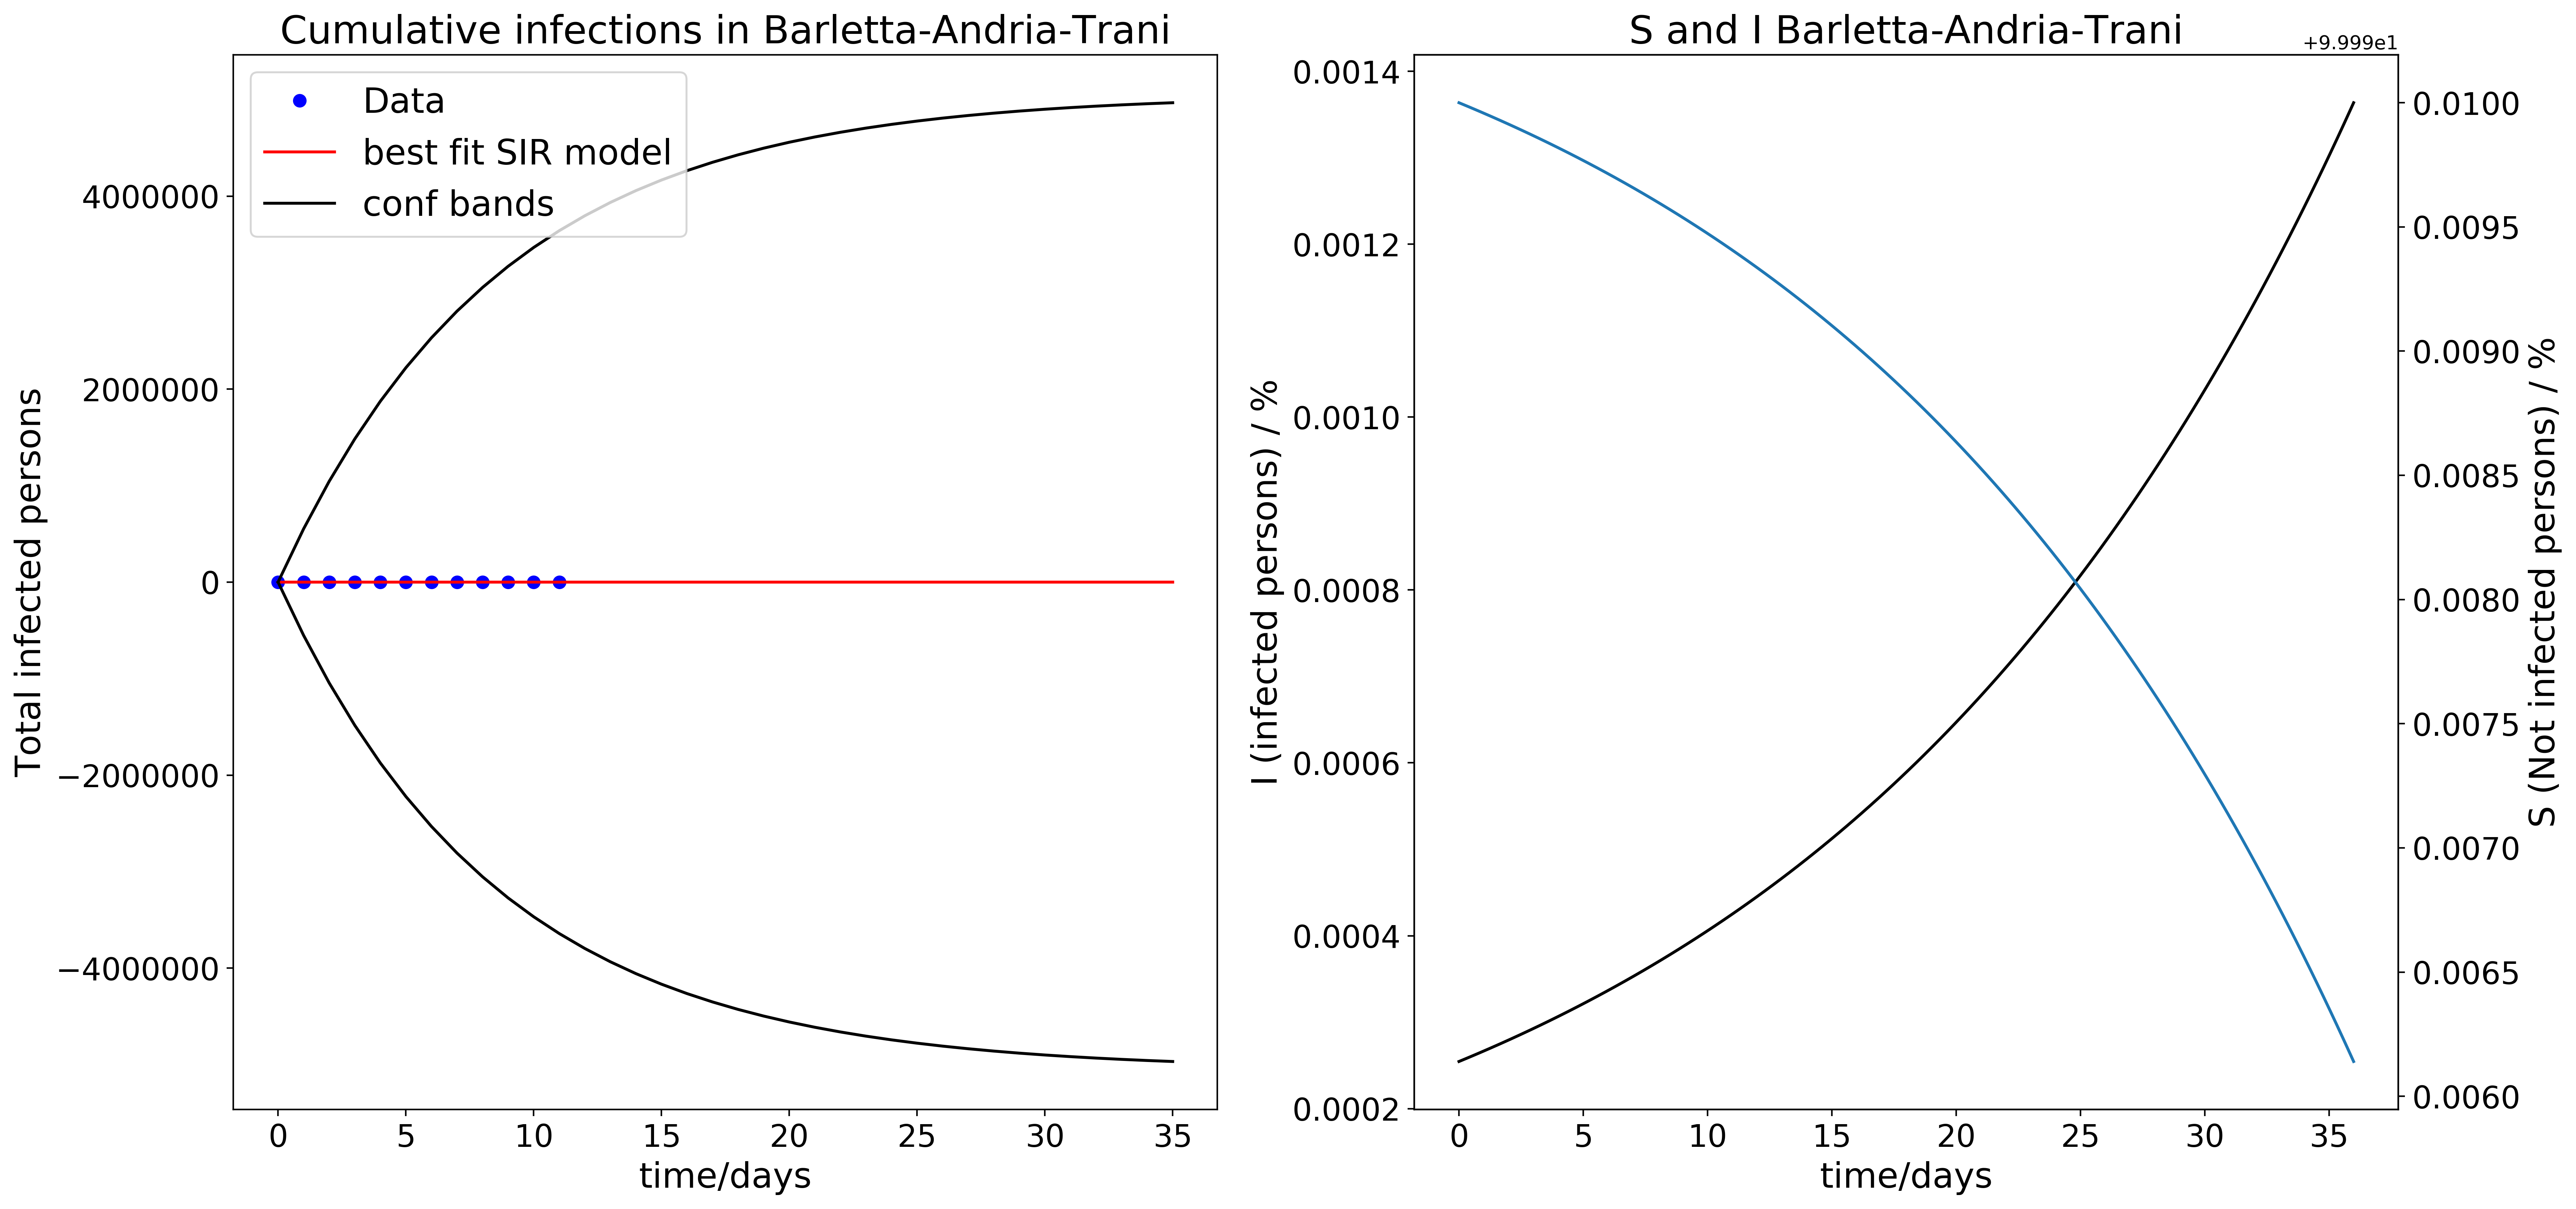 Cumulative infections in Barletta-Andria-Trani
Data
best fit SIR model
conf bands
Total infected persons
4000000
2000000
0
−2000000
−4000000
0 5 10 15 20 25 30 35
time/days
S and I Barletta-Andria-Trani
+9.999e1
I (infected persons) / %
0.0014
0.0012
0.0010
0.0008
0.0006
0.0004
0.0002
0.0100
0.0095
0.0090
0.0085
0.0080
0.0075
0.0070
0.0065
0.0060
S (Not infected persons) / %
0 5 10 15 20 25 30 35
time/days